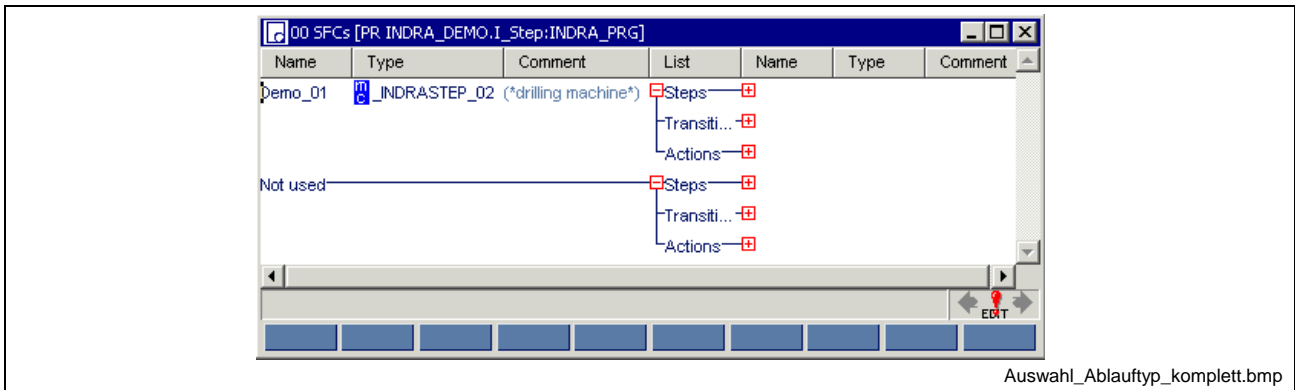 00 SFCs [PR INDRA_DEMO.I_Step:INDRA_PRG]
Name Type Comment List Name Type Comment
Demo_01 mc _INDRASTEP_02 (*drilling machine*) Steps
Transiti...
Actions
Not used Steps
Transiti...
Actions
EDIT
Auswahl_Ablauftyp_komplett.bmp